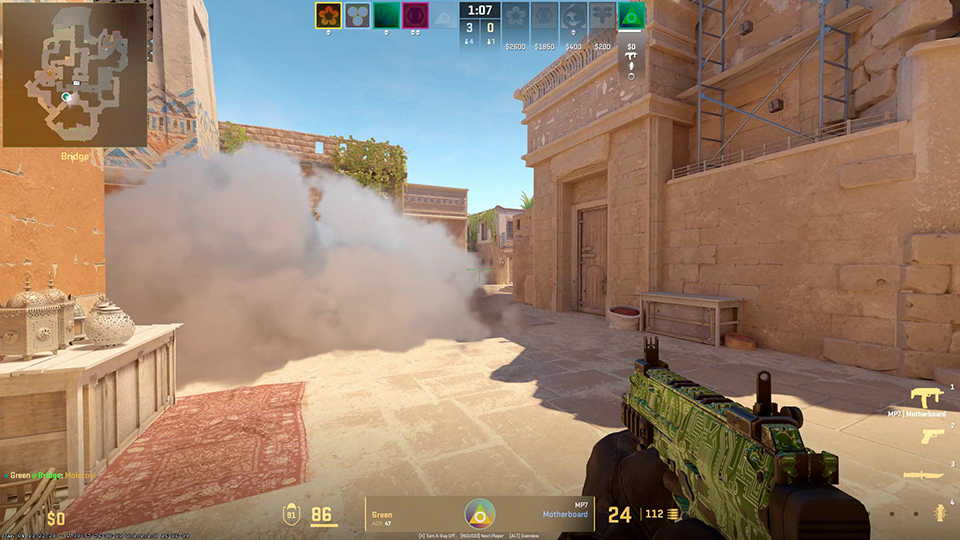 1:07
3 0
4 1
$2600 $1850 $400 $200 $0
Bridge
1
MP7 | Motherboard
2
3
Green @ Bridge: Molotov!
4
$0
91 86
Green
ADR 47
MP7
Motherboard
24 112
[X] Turn X-Ray Off [MOUSE1] Next Player [ALT] Overview